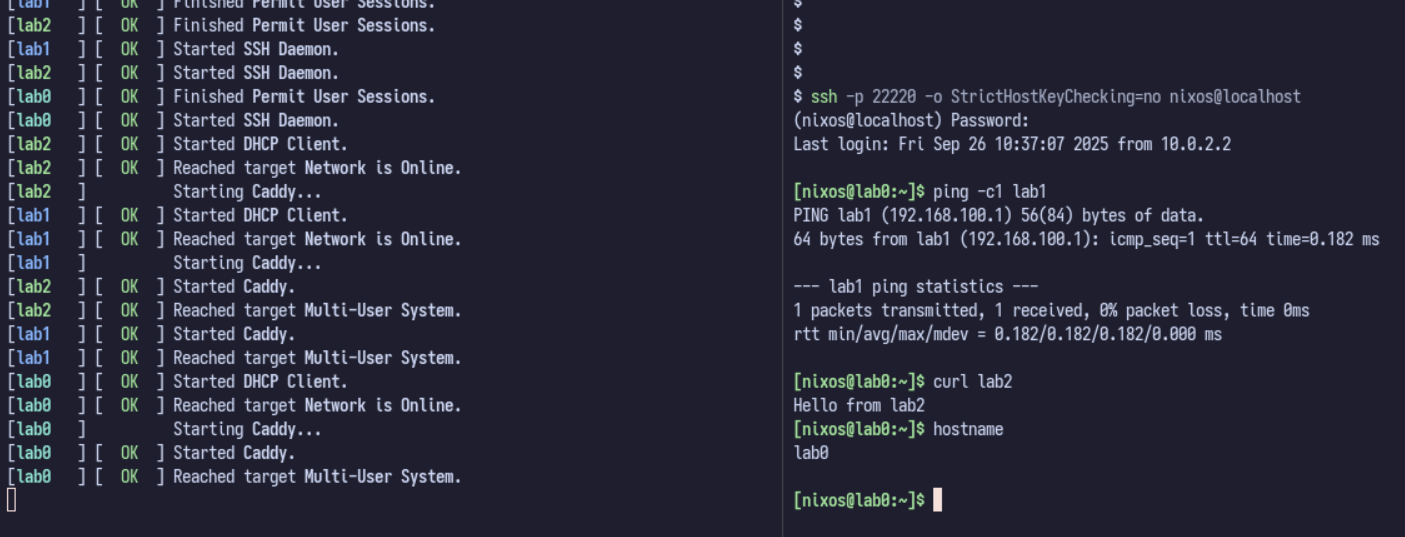 [lab1   ][  OK  ] Finished Permit User Sessions.
[lab2   ][  OK  ] Finished Permit User Sessions.
[lab1   ][  OK  ] Started SSH Daemon.
[lab2   ][  OK  ] Started SSH Daemon.
[lab0   ][  OK  ] Finished Permit User Sessions.
[lab0   ][  OK  ] Started SSH Daemon.
[lab2   ][  OK  ] Started DHCP Client.
[lab2   ][  OK  ] Reached target Network is Online.
[lab2   ]         Starting Caddy...
[lab1   ][  OK  ] Started DHCP Client.
[lab1   ][  OK  ] Reached target Network is Online.
[lab1   ]         Starting Caddy...
[lab2   ][  OK  ] Started Caddy.
[lab2   ][  OK  ] Reached target Multi-User System.
[lab1   ][  OK  ] Started Caddy.
[lab1   ][  OK  ] Reached target Multi-User System.
[lab0   ][  OK  ] Started DHCP Client.
[lab0   ][  OK  ] Reached target Network is Online.
[lab0   ]         Starting Caddy...
[lab0   ][  OK  ] Started Caddy.
[lab0   ][  OK  ] Reached target Multi-User System.
$
$
$
$
$ ssh -p 22220 -o StrictHostKeyChecking=no nixos@localhost
(nixos@localhost) Password:
Last login: Fri Sep 26 10:37:07 2025 from 10.0.2.2
[nixos@lab0:~]$ ping -c1 lab1
PING lab1 (192.168.100.1) 56(84) bytes of data.
64 bytes from lab1 (192.168.100.1): icmp_seq=1 ttl=64 time=0.182 ms
--- lab1 ping statistics ---
1 packets transmitted, 1 received, 0% packet loss, time 0ms
rtt min/avg/max/mdev = 0.182/0.182/0.182/0.000 ms
[nixos@lab0:~]$ curl lab2
Hello from lab2
[nixos@lab0:~]$ hostname
lab0
[nixos@lab0:~]$